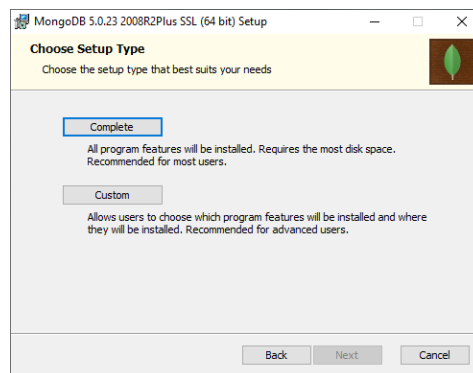 MongoDB 5.0.23 2008R2Plus SSL (64 bit) Setup
Choose Setup Type
Choose the setup type that best suits your needs
Complete
All program features will be installed. Requires the most disk space.
Recommended for most users.
Custom
Allows users to choose which program features will be installed and where
they will be installed. Recommended for advanced users.
Back Next Cancel